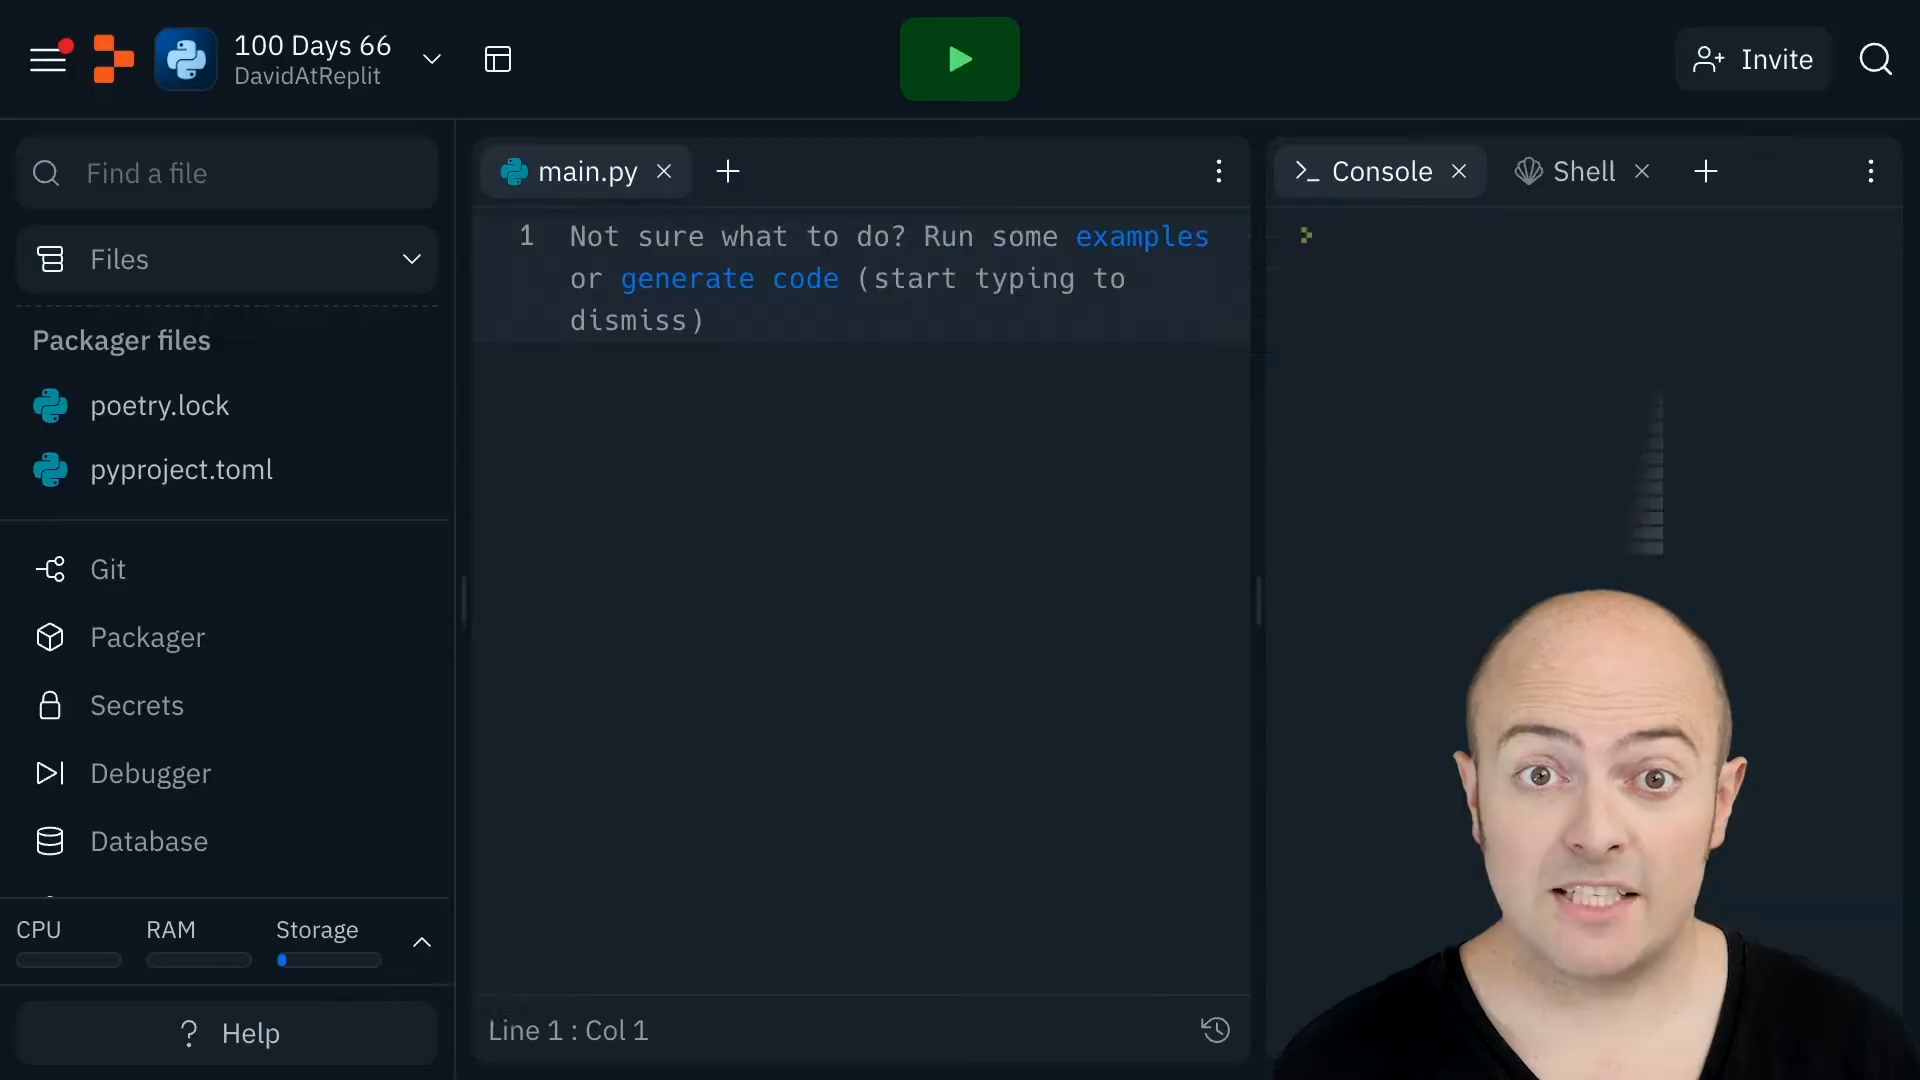 100 Days 66
DavidAtReplit
Invite
Find a file
Files
Packager files
poetry.lock
pyproject.toml
Git
Packager
Secrets
Debugger
Database
CPU RAM Storage
? Help
main.py
1 Not sure what to do? Run some examples
or generate code (start typing to
dismiss)
Line 1 : Col 1
Console Shell